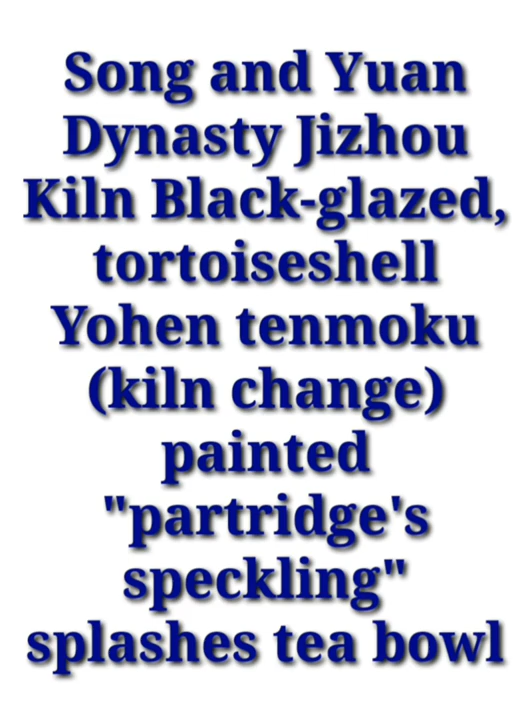 Song and Yuan
Dynasty Jizhou
Kiln Black-glazed,
tortoiseshell
Yohen tenmoku
(kiln change)
painted
"partridge's
speckling"
splashes tea bowl